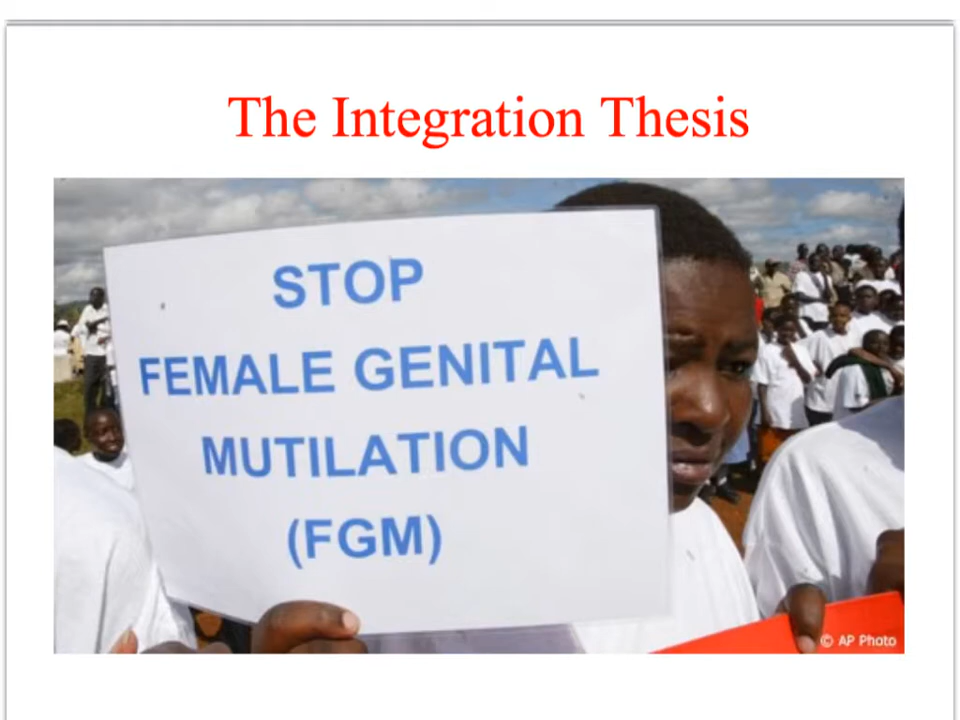 The Integration Thesis
STOP
FEMALE GENITAL
MUTILATION
(FGM)
© AP Photo